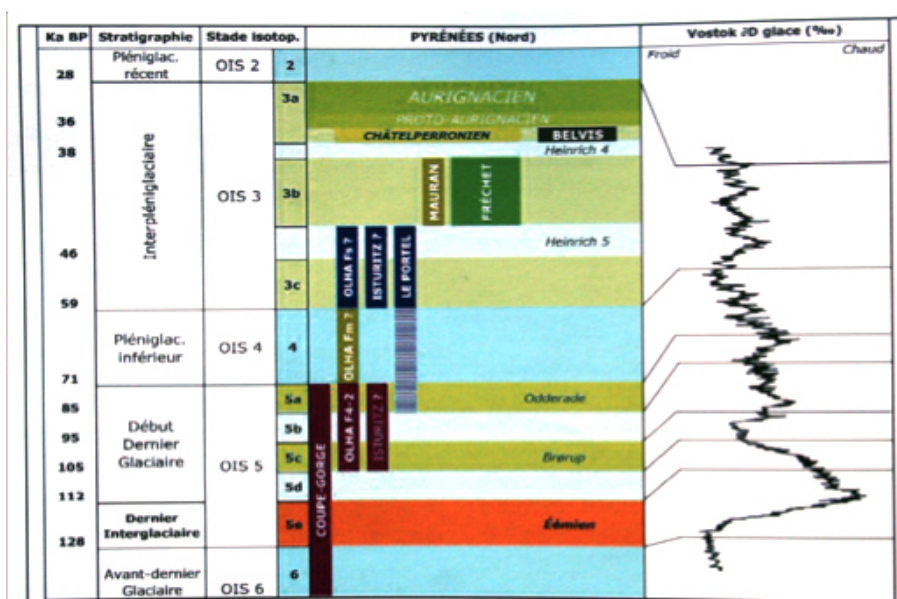 Ka BP Stratigraphie Stade Isotop. PYRÉNÉES (Nord) Vostok ∂D glace (‰)
Froid Chaud
Pléniglac.
récent
OIS 2
2
28
3a
AURIGNACIEN
36
PROTO-AURIGNACIEN
CHÂTELPERRONIEN
BELVIS
38
Heinrich 4
Interpléniglaciaire
OIS 3
3b
MAURAN
FRÉCHET
46
Heinrich 5
OLHA Fs ?
ISTURITZ ?
LE PORTEL
3c
59
Pléniglac.
inférieur
OIS 4
4
OLHA Fm ?
71
5a
Odderade
85
5b
95
Début
Dernier
Glaciaire
OIS 5
COUPE-GORGE
OLHA F4-2
ISTURITZ ?
5c
Brørup
105
5d
112
Dernier
Interglaciaire
5e
Éémien
128
Avant-dernier
Glaciaire
OIS 6
6